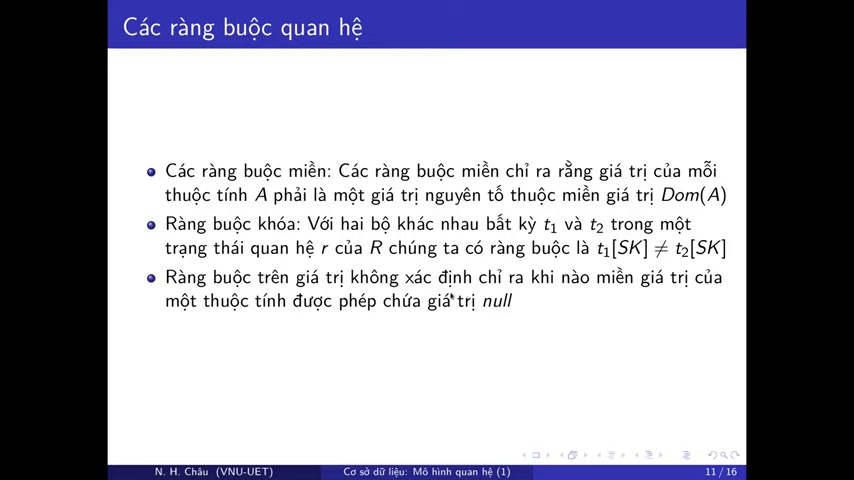 Các ràng buộc quan hệ
Các ràng buộc miền: Các ràng buộc miền chỉ ra rằng giá trị của mỗi
thuộc tính A phải là một giá trị nguyên tố thuộc miền giá trị Dom(A)
Ràng buộc khóa: Với hai bộ khác nhau bất kỳ t₁ và t₂ trong một
trạng thái quan hệ r của R chúng ta có ràng buộc là t₁[SK] ≠ t₂[SK]
Ràng buộc trên giá trị không xác định chỉ ra khi nào miền giá trị của
một thuộc tính được phép chứa giá trị null
N. H. Châu (VNU-UET) Cơ sở dữ liệu: Mô hình quan hệ (1) 11 / 16